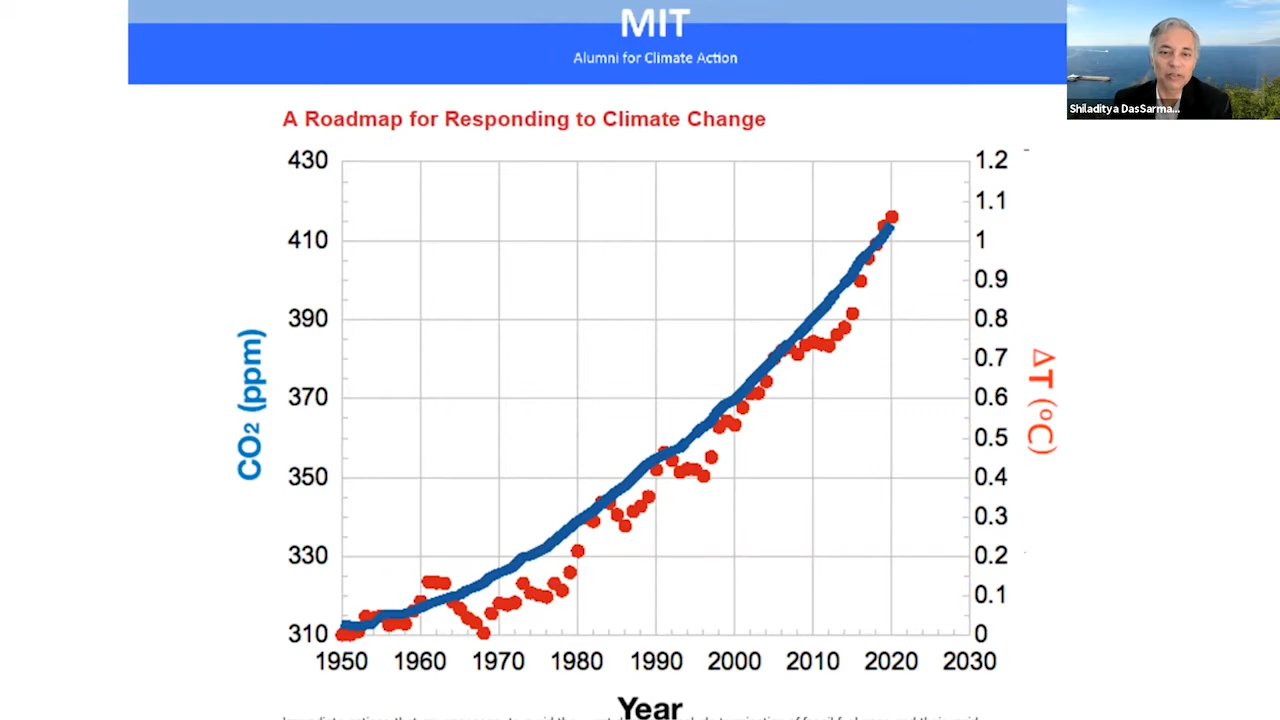 MIT
Alumni for Climate Action
Shiladitya DasSarma...
A Roadmap for Responding to Climate Change
430
410
390
370
350
330
310
CO2 (ppm)
1.2
1.1
1
0.9
0.8
0.7
0.6
0.5
0.4
0.3
0.2
0.1
0
ΔT (°C)
1950 1960 1970 1980 1990 2000 2010 2020 2030
Year